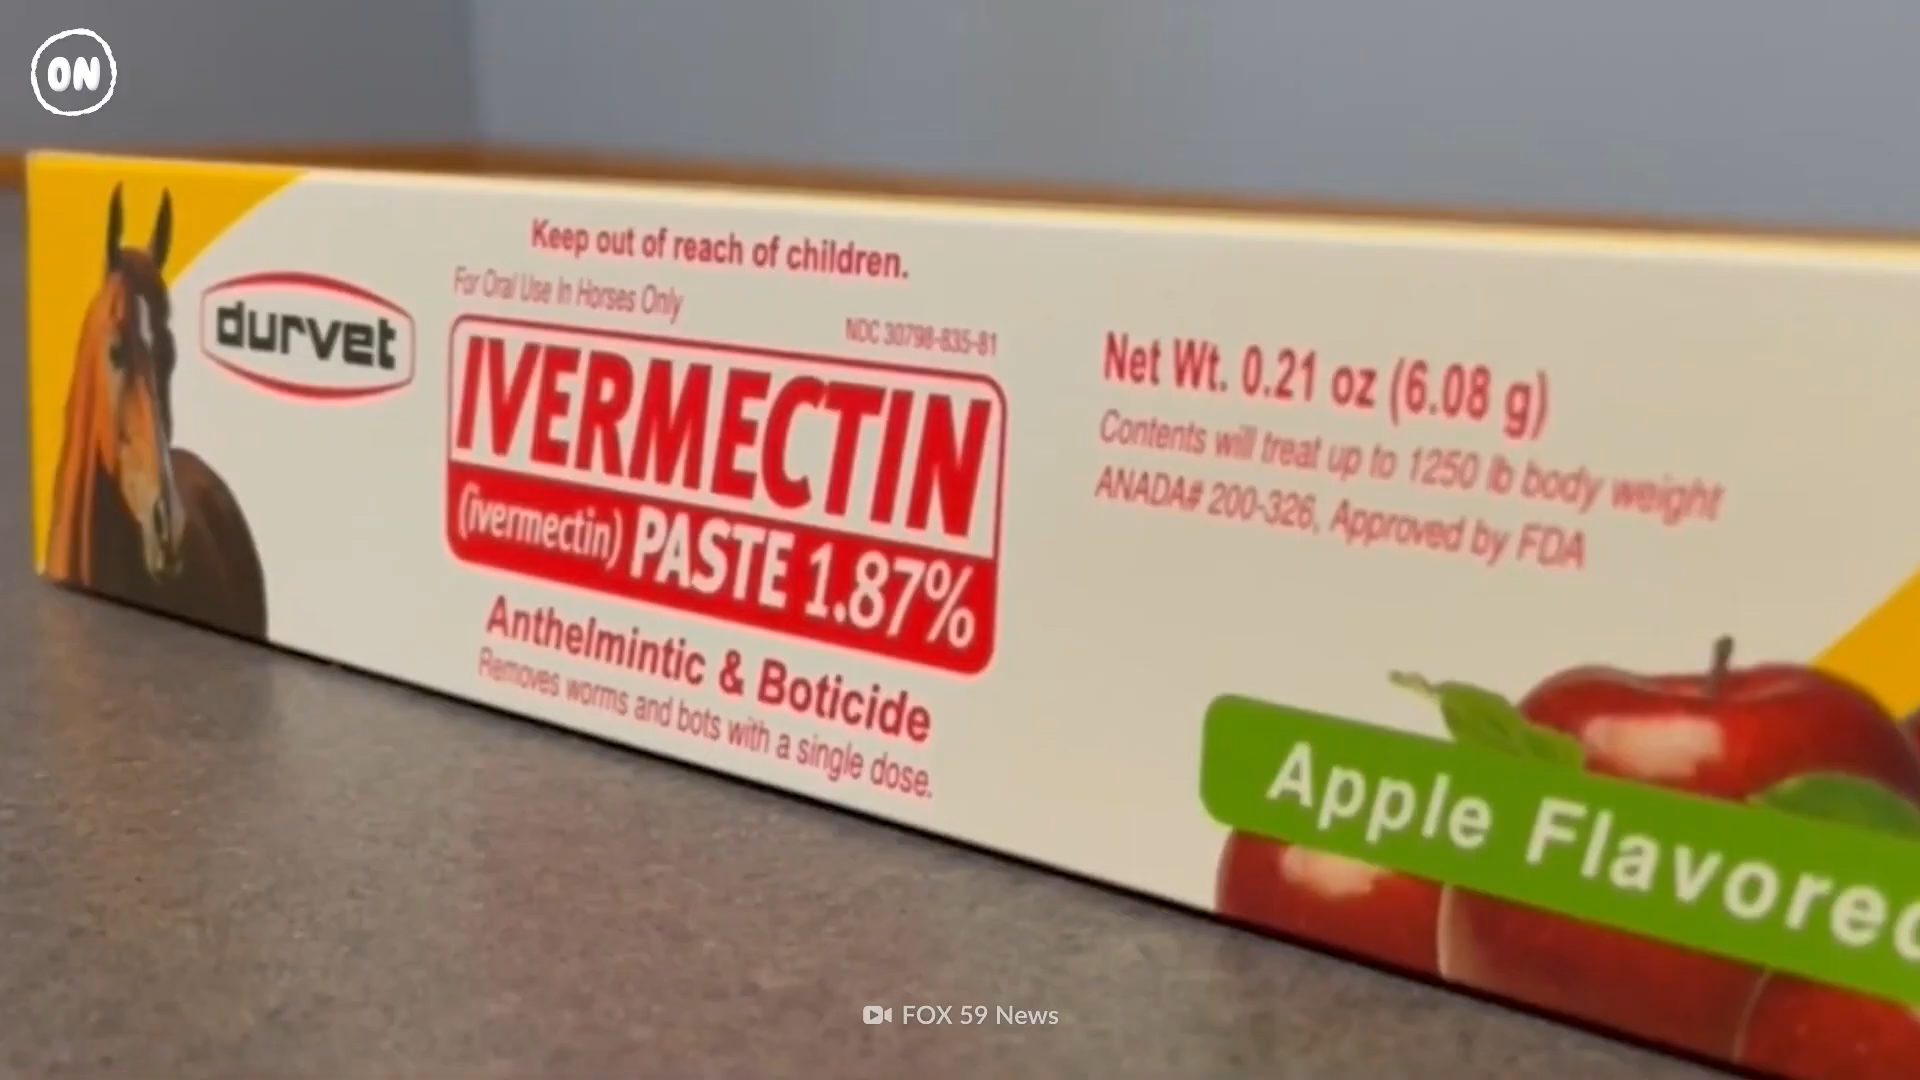 ON
Keep out of reach of children.
For Oral Use In Horses Only
NDC 30798-835-81
durvet
IVERMECTIN
(ivermectin) PASTE 1.87%
Anthelmintic & Boticide
Removes worms and bots with a single dose.
Net Wt. 0.21 oz (6.08 g)
Contents will treat up to 1250 lb body weight
ANADA# 200-326, Approved by FDA
Apple Flavored
FOX 59 News